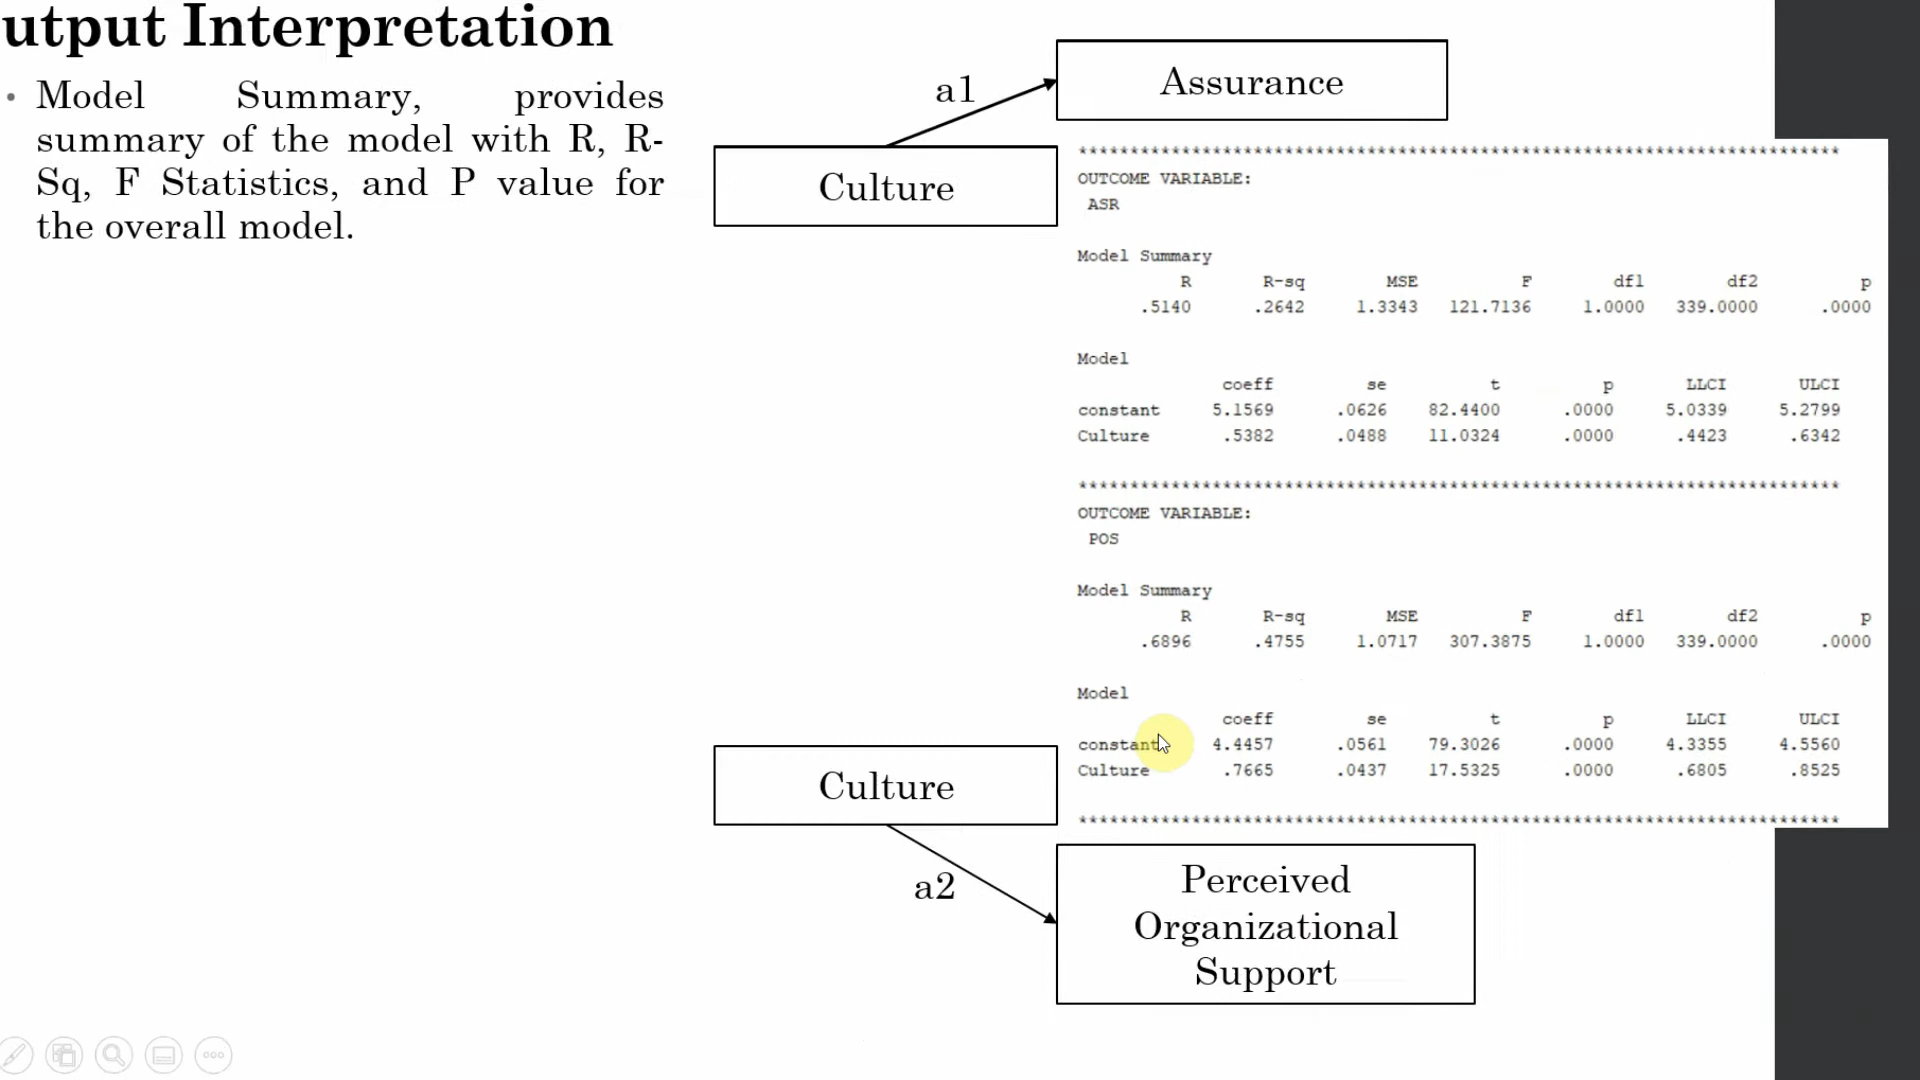 utput Interpretation
• Model Summary, provides
summary of the model with R, R-
Sq, F Statistics, and P value for
the overall model.
a1
Assurance
Culture
******************************************************************************
OUTCOME VARIABLE:
ASR
Model Summary
R R-sq MSE F df1 df2 p
.5140 .2642 1.3343 121.7136 1.0000 339.0000 .0000
Model
coeff se t p LLCI ULCI
constant 5.1569 .0626 82.4400 .0000 5.0339 5.2799
Culture .5382 .0488 11.0324 .0000 .4423 .6342
******************************************************************************
OUTCOME VARIABLE:
POS
Model Summary
R R-sq MSE F df1 df2 p
.6896 .4755 1.0717 307.3875 1.0000 339.0000 .0000
Model
coeff se t p LLCI ULCI
constant 4.4457 .0561 79.3026 .0000 4.3355 4.5560
Culture .7665 .0437 17.5325 .0000 .6805 .8525
******************************************************************************
Culture
a2
Perceived
Organizational
Support